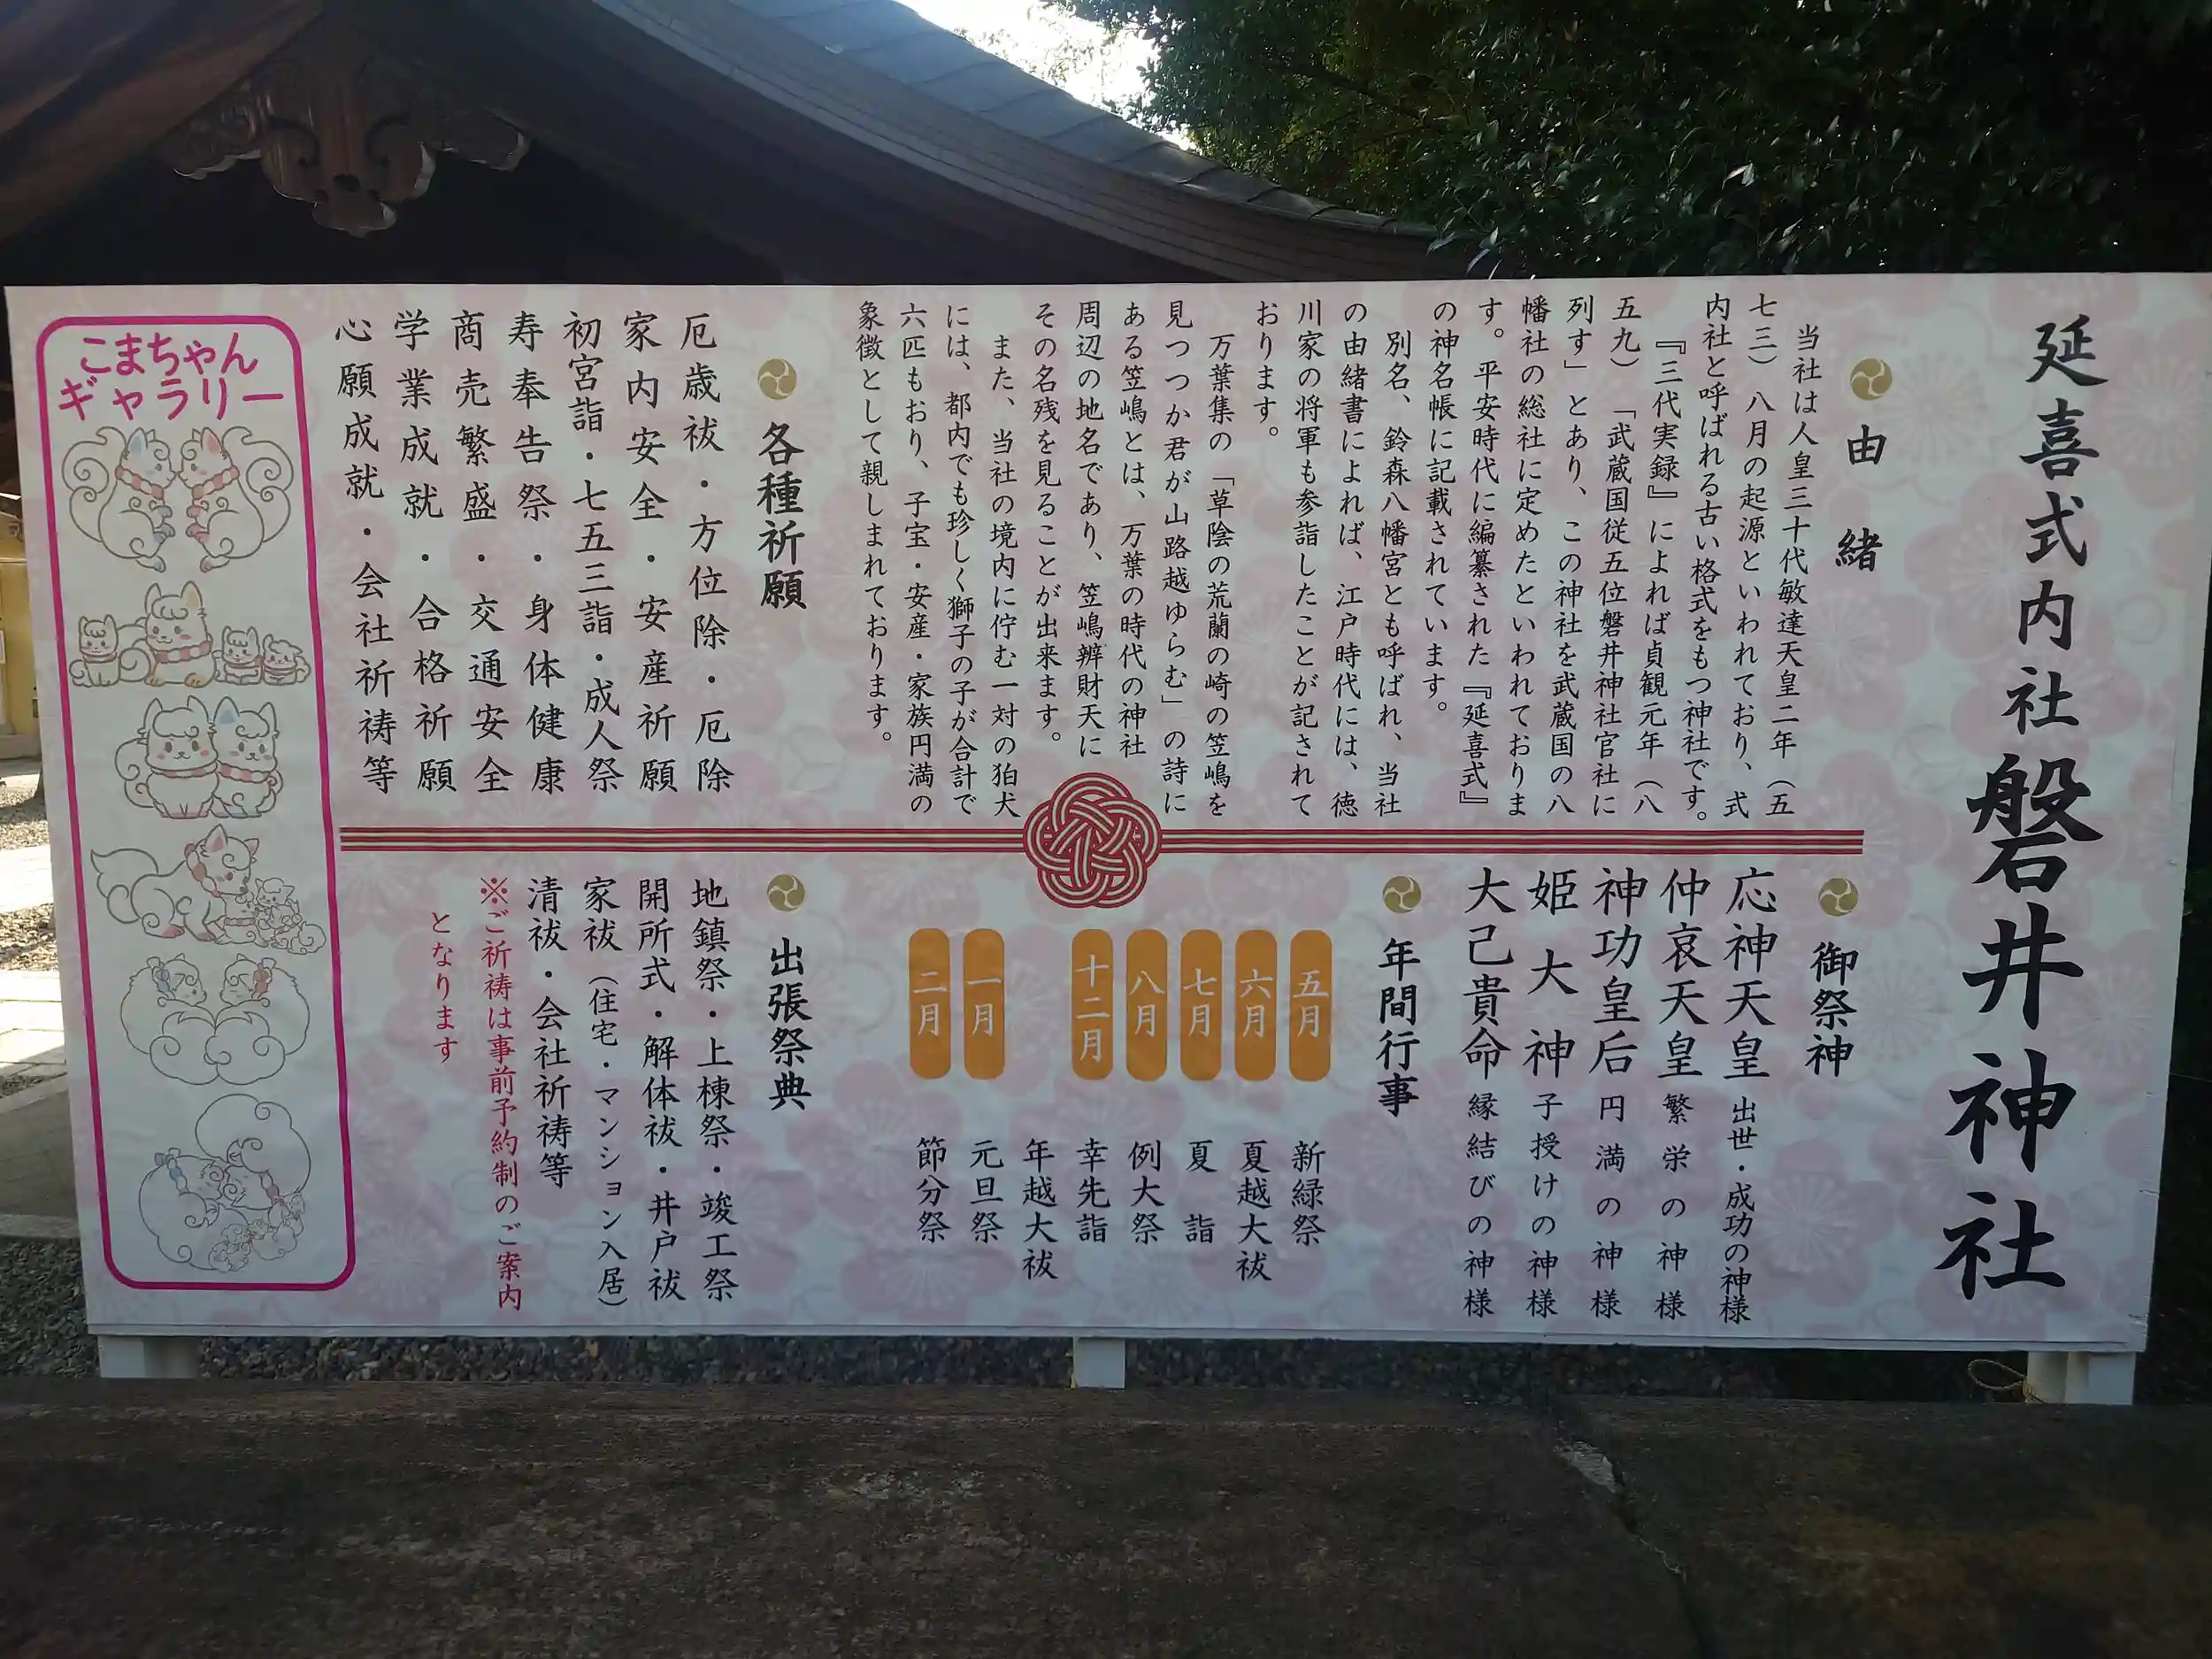 延喜式内社磐井神社
由緒
当社は人皇三十代敏達天皇二年（五
七三）八月の起源といわれており、式
内社と呼ばれる古い格式をもつ神社です。
『三代実録』によれば貞観元年（八
五九）「武蔵国従五位磐井神社官社に
列す」とあり、この神社を武蔵国の八
幡社の総社に定めたといわれておりま
す。平安時代に編纂された『延喜式』
の神名帳に記載されています。
別名、鈴森八幡宮とも呼ばれ、当社
の由緒書によれば、江戸時代には、徳
川家の将軍も参詣したことが記されて
おります。
万葉集の「草陰の荒藺の崎の笠嶋を
見つつか君が山路越ゆらむ」の詩に
ある笠嶋とは、万葉の時代の神社
周辺の地名であり、笠嶋辨財天に
その名残を見ることが出来ます。
また、当社の境内に佇む一対の狛犬
には、都内でも珍しく獅子の子が合計で
六匹もおり、子宝・安産・家族円満の
象徴として親しまれております。
各種祈願
厄歳祓・方位除・厄除
家内安全・安産祈願
初宮詣・七五三詣・成人祭
寿奉告祭・身体健康
商売繁盛・交通安全
学業成就・合格祈願
心願成就・会社祈祷等
御祭神
応神天皇 出世・成功の神様
仲哀天皇 繁栄の神様
神功皇后 円満の神様
姫大神 子授けの神様
大己貴命 縁結びの神様
年間行事
五月 新緑祭
六月 夏越大祓
七月 夏詣
八月 例大祭
十二月 幸先詣
年越大祓
一月 元旦祭
二月 節分祭
出張祭典
地鎮祭・上棟祭・竣工祭
開所式・解体祓・井戸祓
家祓（住宅・マンション入居）
清祓・会社祈祷等
※ご祈祷は事前予約制のご案内
となります
こまちゃん
ギャラリー